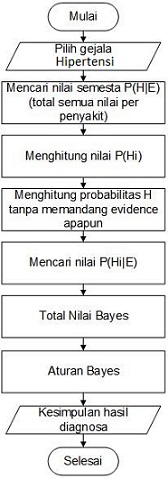 Mulai
Pilih gejala
Hipertensi
Mencari nilai semesta P(H|E)
(total semua nilai per
penyakit)
Menghitung nilai P(Hi)
Menghitung probabilitas H
tanpa memandang evidence
apapun
Mencari nilai P(Hi|E)
Total Nilai Bayes
Aturan Bayes
Kesimpulan hasil
diagnosa
Selesai